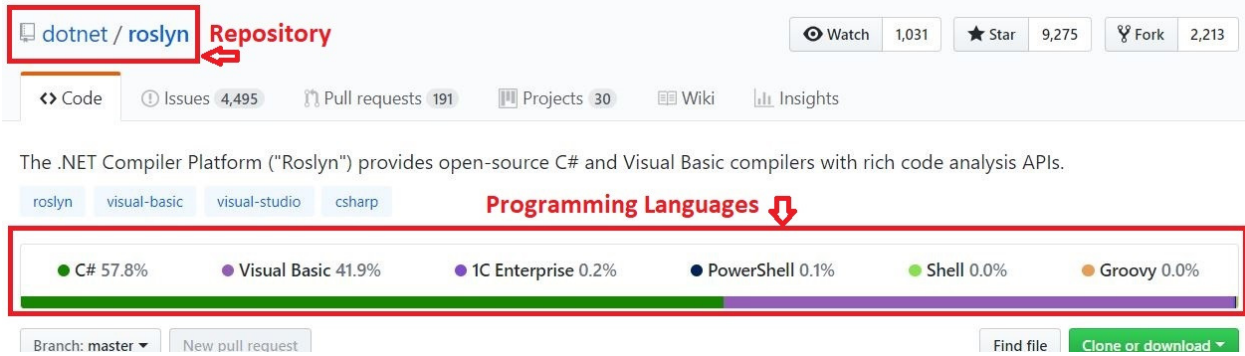 dotnet / roslyn Repository Watch 1,031 Star 9,275 Fork 2,213
Code Issues 4,495 Pull requests 191 Projects 30 Wiki Insights
The .NET Compiler Platform ("Roslyn") provides open-source C# and Visual Basic compilers with rich code analysis APIs.
roslyn visual-basic visual-studio csharp Programming Languages
C# 57.8% Visual Basic 41.9% 1C Enterprise 0.2% PowerShell 0.1% Shell 0.0% Groovy 0.0%
Branch: master New pull request Find file Clone or download